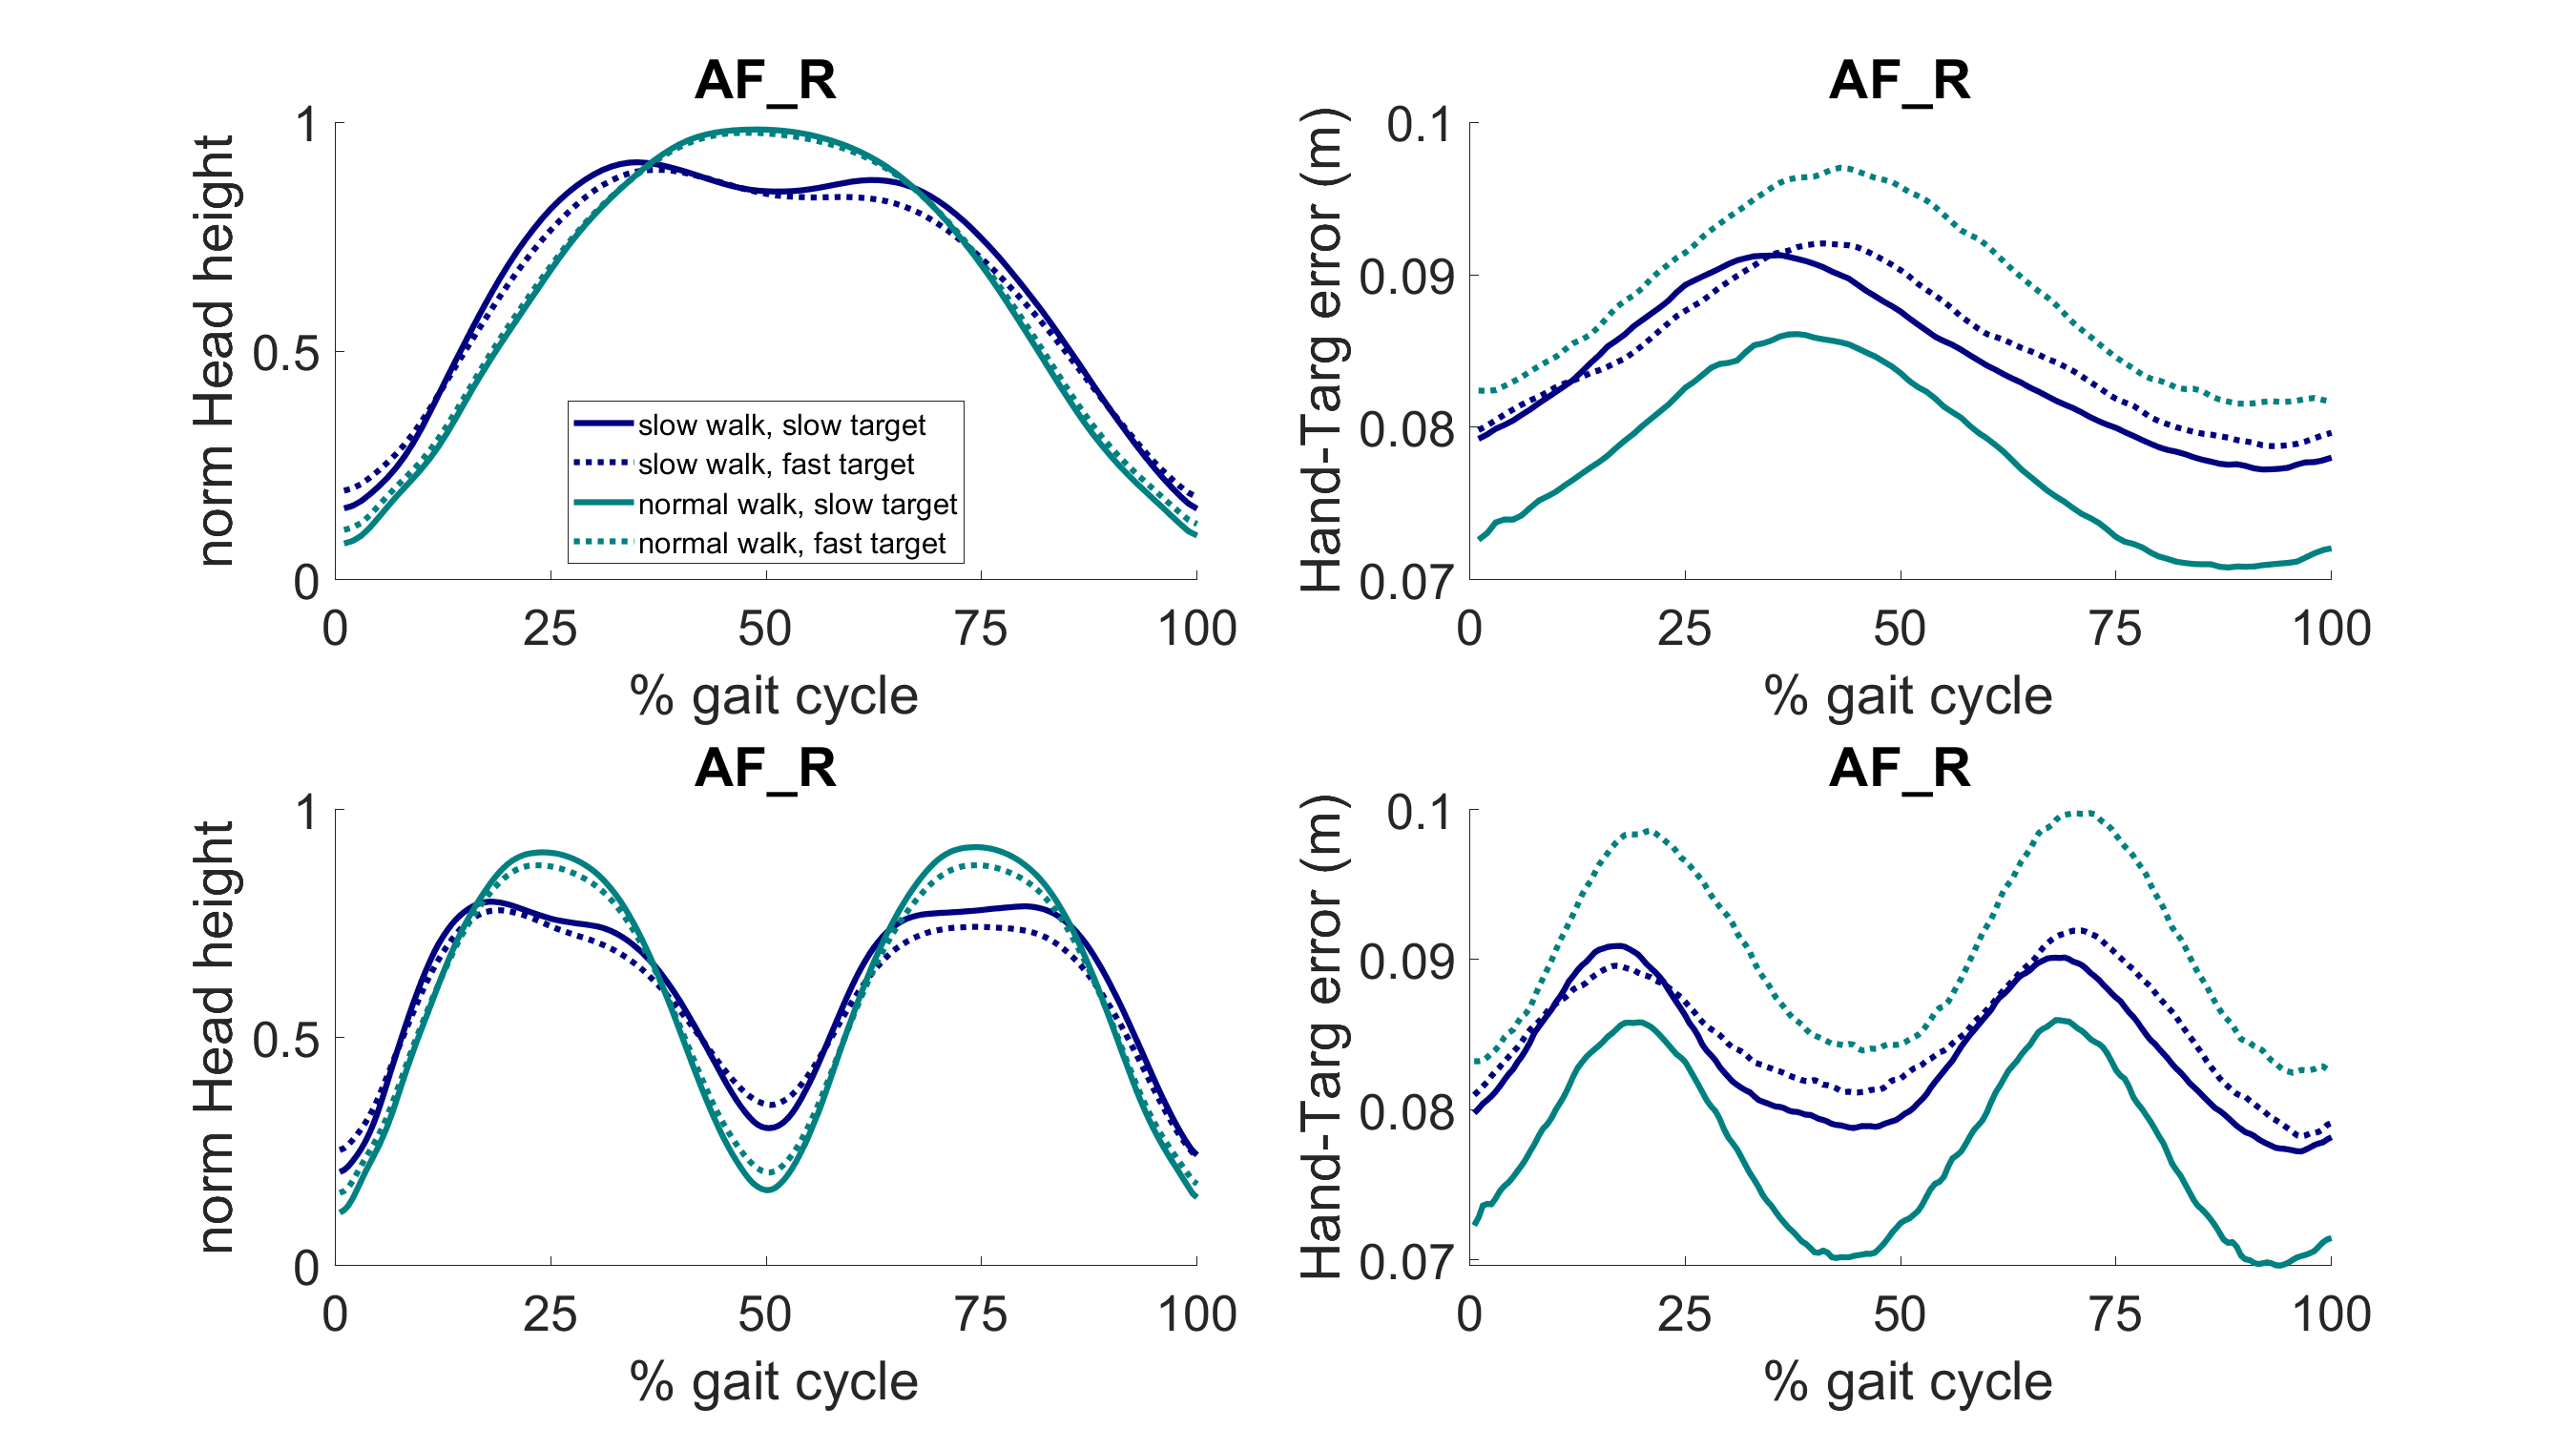 AF_R
norm Head height
1
0.5
0
slow walk, slow target
slow walk, fast target
normal walk, slow target
normal walk, fast target
0 25 50 75 100
% gait cycle
AF_R
Hand-Targ error (m)
0.1
0.09
0.08
0.07
0 25 50 75 100
% gait cycle
AF_R
norm Head height
1
0.5
0
0 25 50 75 100
% gait cycle
AF_R
Hand-Targ error (m)
0.1
0.09
0.08
0.07
0 25 50 75 100
% gait cycle